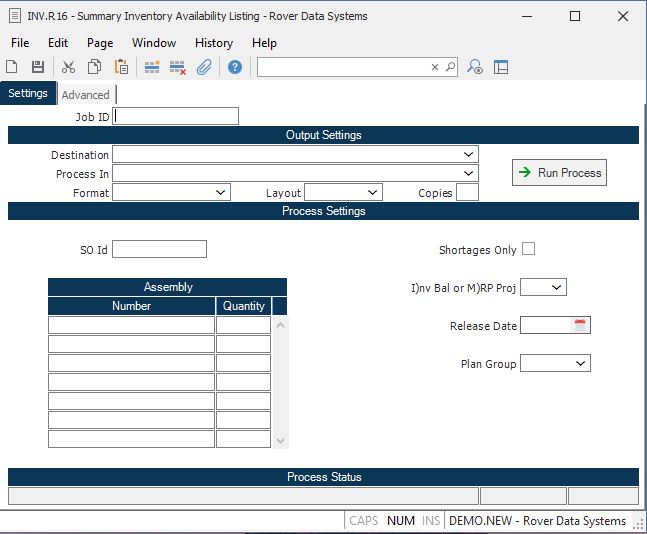 INV.R16 - Summary Inventory Availability Listing - Rover Data Systems
File Edit Page Window History Help
Settings Advanced
Job ID
Output Settings
Destination
Process In
Run Process
Format Layout Copies
Process Settings
SO Id Shortages Only
Assembly
I)nv Bal or M)RP Proj
Number Quantity
Release Date
Plan Group
Process Status
CAPS NUM INS DEMO.NEW - Rover Data Systems